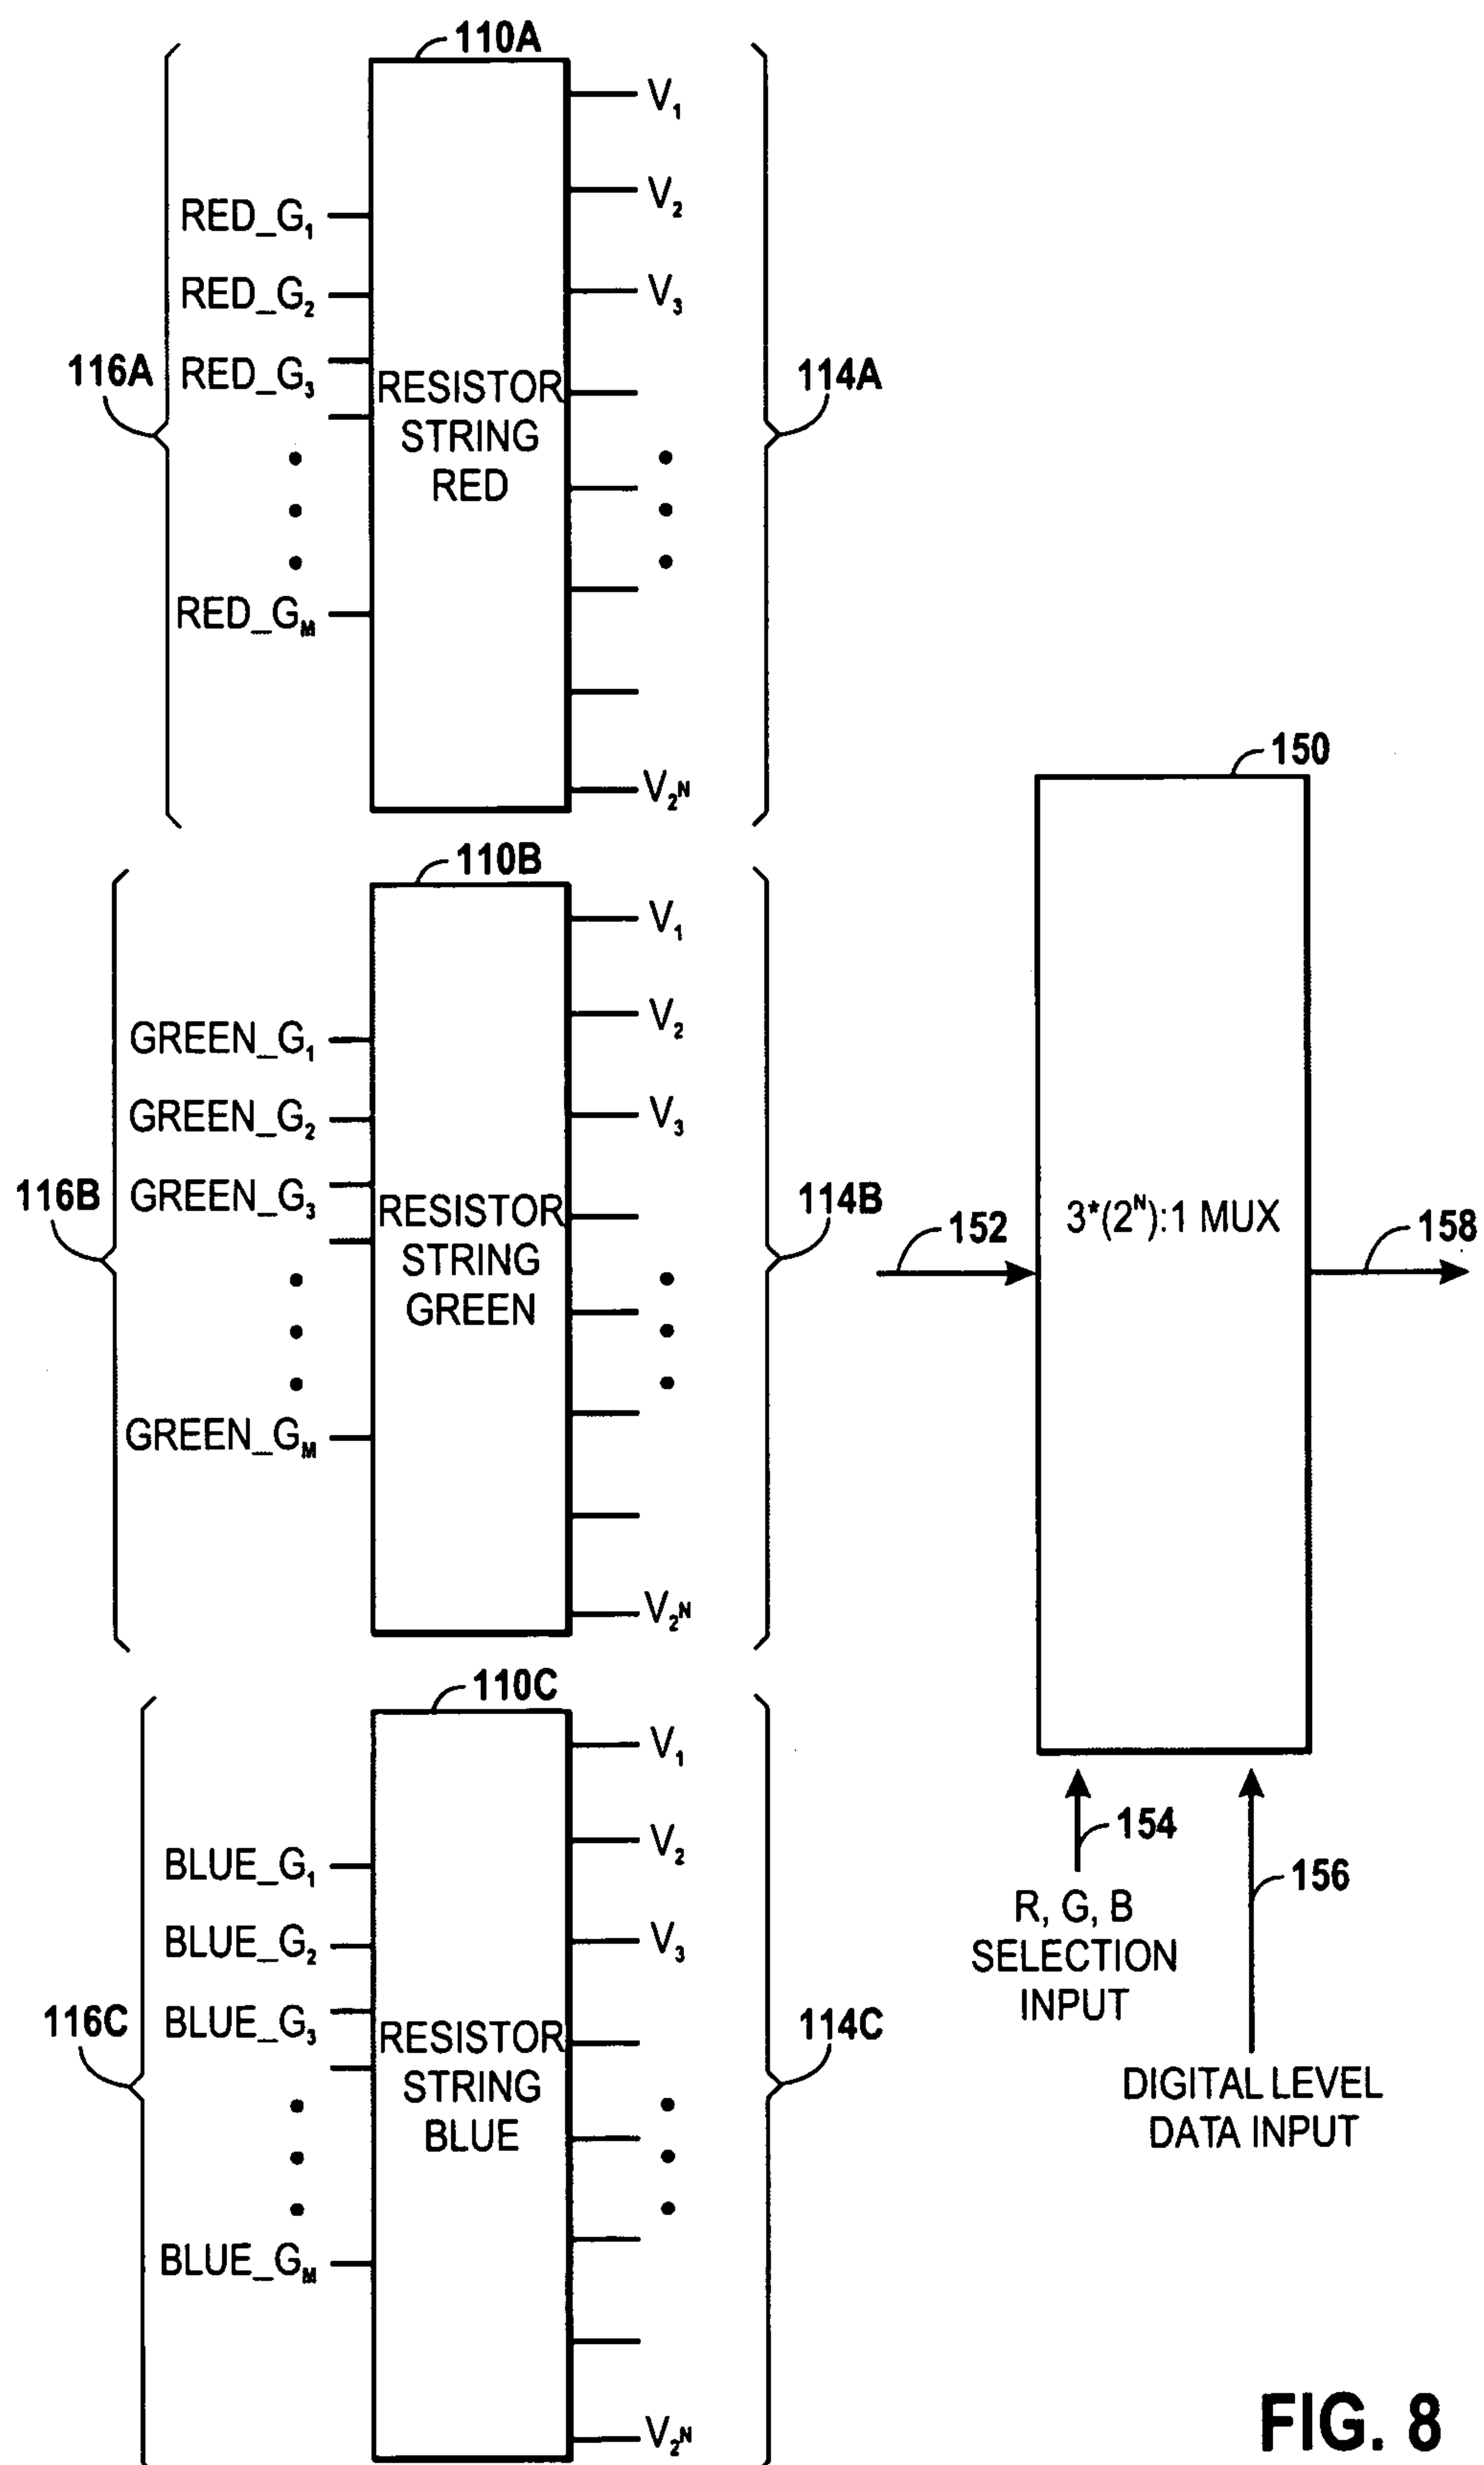 110A
V₁
V₂
RED_G₁
RED_G₂
V₃
116A
RED_G₃
RESISTOR
STRING
RED
114A
RED_Gₘ
V₂ᴺ
150
110B
V₁
V₂
GREEN_G₁
GREEN_G₂
V₃
116B
GREEN_G₃
RESISTOR
STRING
GREEN
114B
152
3*(2ᴺ):1 MUX
158
GREEN_Gₘ
V₂ᴺ
110C
V₁
V₂
154
BLUE_G₁
156
R, G, B
SELECTION
INPUT
BLUE_G₂
V₃
116C
BLUE_G₃
RESISTOR
STRING
BLUE
114C
DIGITAL LEVEL
DATA INPUT
BLUE_Gₘ
V₂ᴺ
FIG. 8